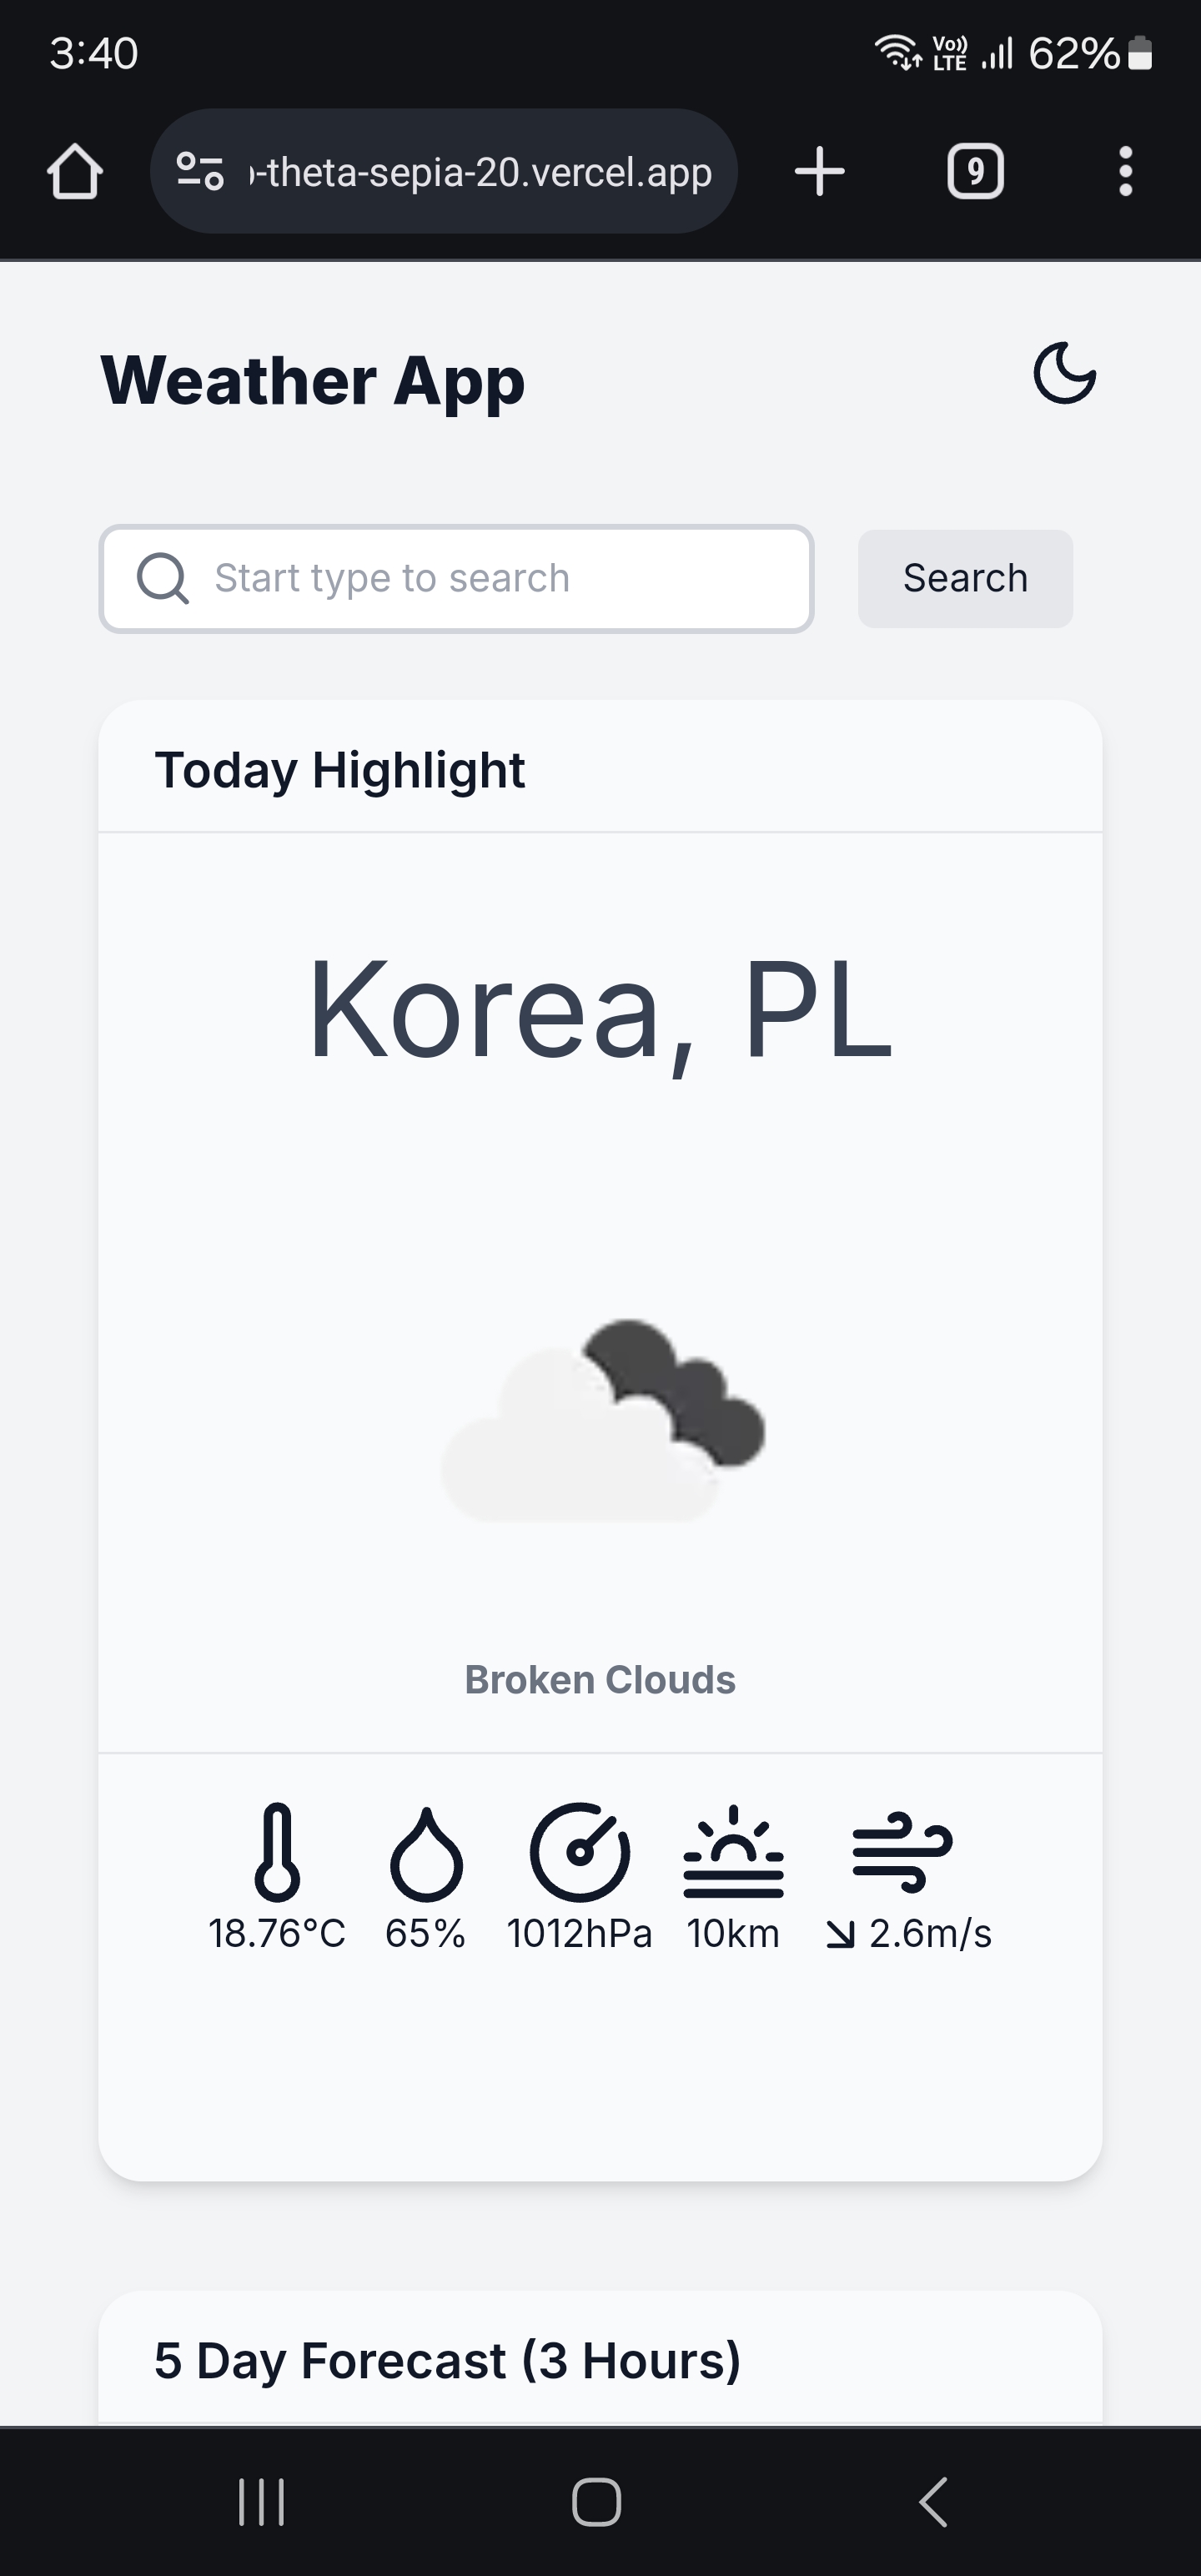 3:40
Vo)) LTE 62%
-theta-sepia-20.vercel.app
9
Weather App
Start type to search
Search
Today Highlight
Korea, PL
Broken Clouds
18.76°C 65% 1012hPa 10km 2.6m/s
5 Day Forecast (3 Hours)